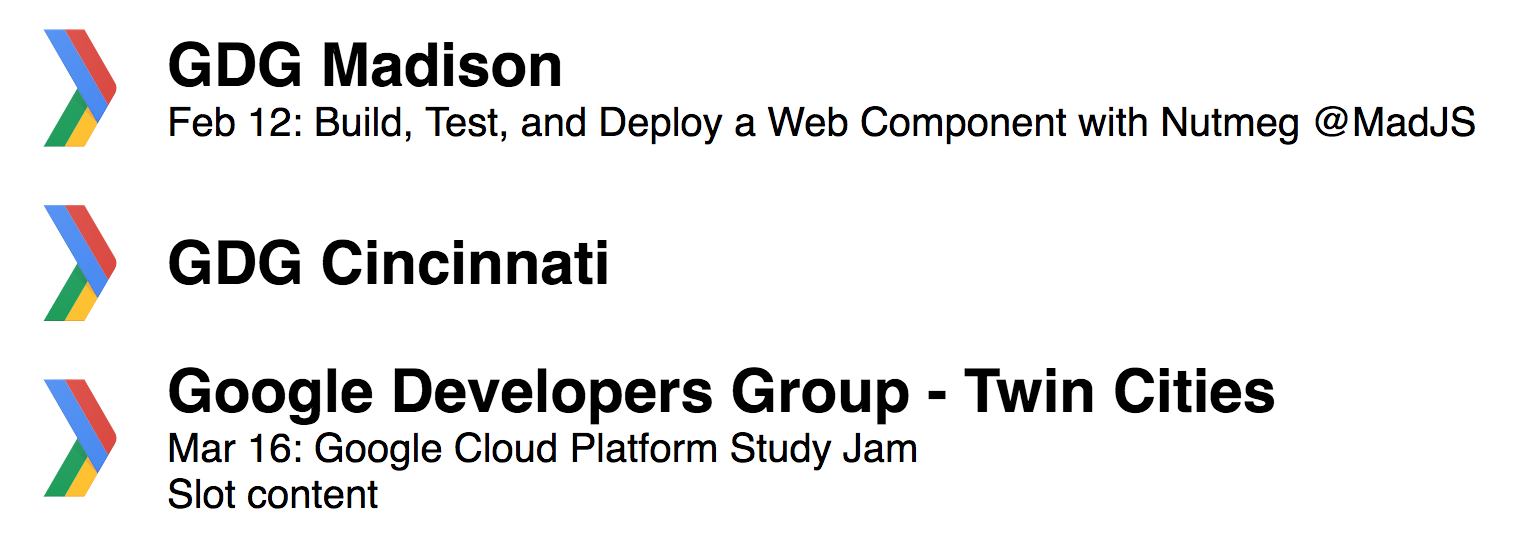 GDG Madison
Feb 12: Build, Test, and Deploy a Web Component with Nutmeg @MadJS
GDG Cincinnati
Google Developers Group - Twin Cities
Mar 16: Google Cloud Platform Study Jam
Slot content